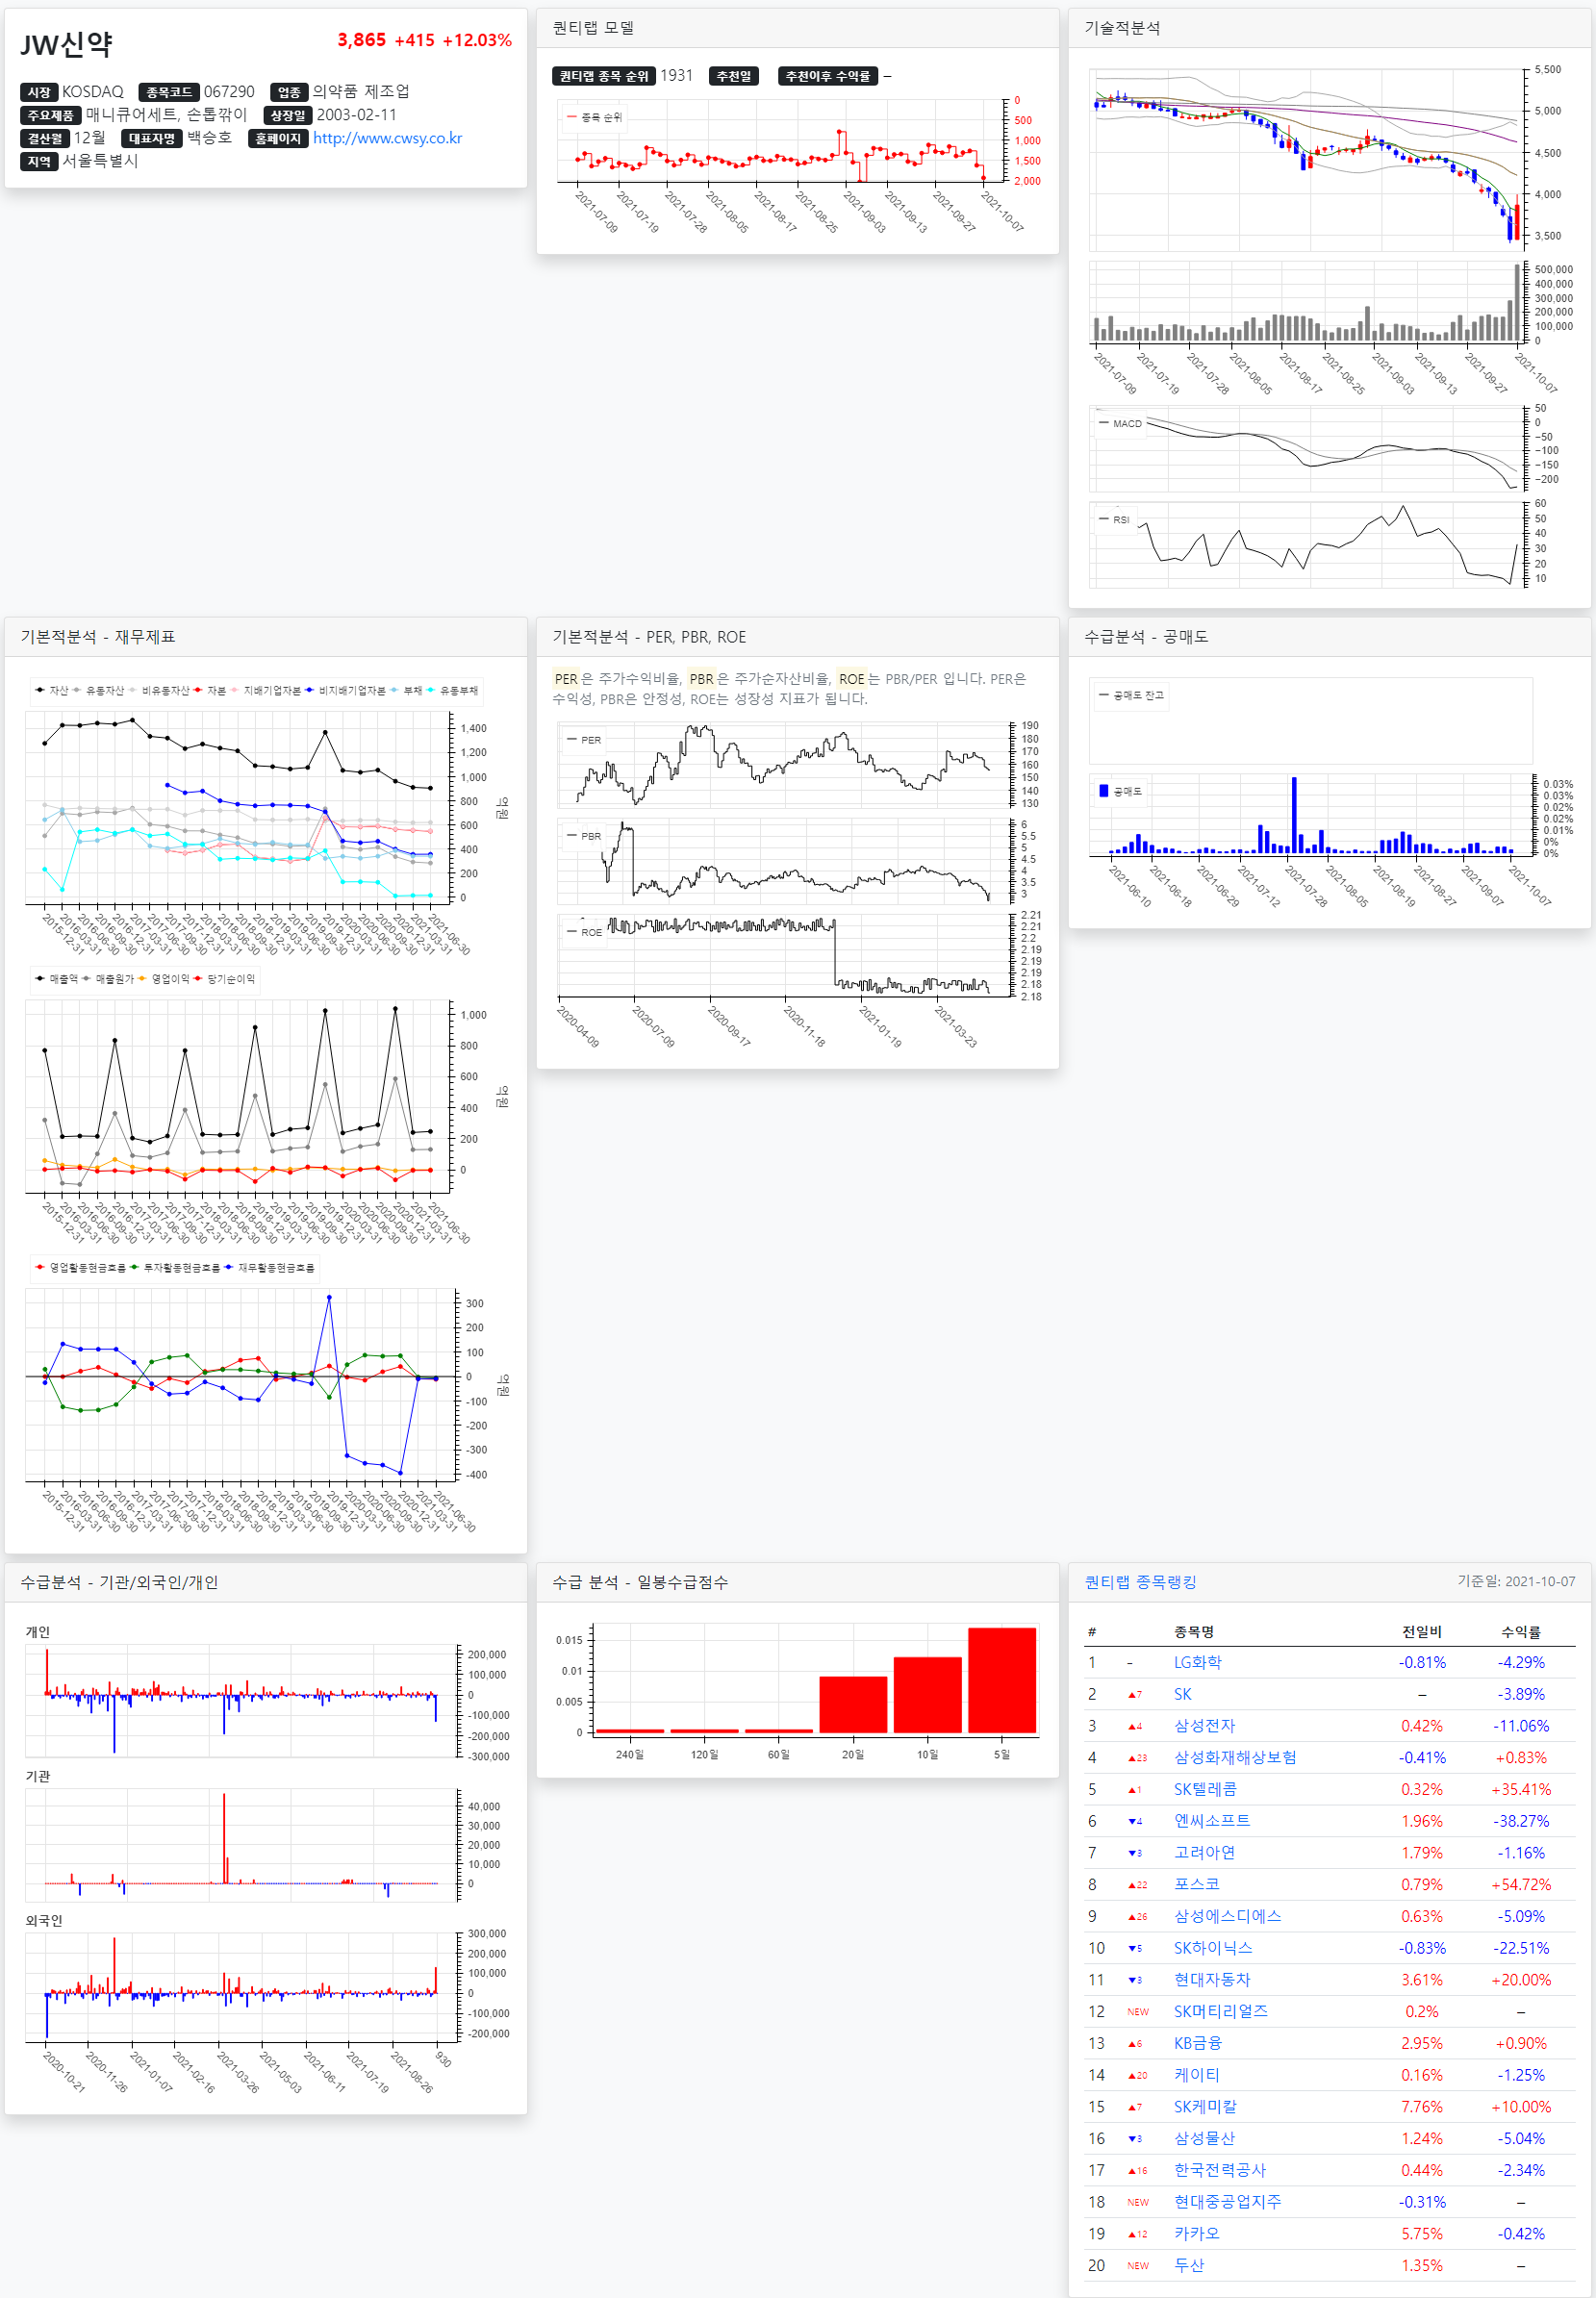 JW신약
3,865 +415 +12.03%
시장 KOSDAQ 종목코드 067290 업종 의약품 제조업
주요제품 매니큐어세트, 손톱깎이 상장일 2003-02-11
결산월 12월 대표자명 백승호 홈페이지 http://www.cwsy.co.kr
지역 서울특별시
퀀티랩 모델
퀀티랩 종목 순위 1931 추천일 추천이후 수익률 –
종목 순위
0
500
1,000
1,500
2,000
2021-07-09 2021-07-19 2021-07-28 2021-08-05 2021-08-17 2021-08-25 2021-09-03 2021-09-13 2021-09-27 2021-10-07
기술적분석
5,500
5,000
4,500
4,000
3,500
500,000
400,000
300,000
200,000
100,000
0
2021-07-09 2021-07-19 2021-07-28 2021-08-05 2021-08-17 2021-08-25 2021-09-03 2021-09-13 2021-09-27 2021-10-07
MACD
50
0
−50
−100
−150
−200
RSI
60
50
40
30
20
10
기본적분석 - 재무제표
자산 유동자산 비유동자산 자본 지배기업자본 비지배기업자본 부채 유동부채
1,400
1,200
1,000
800
600
400
200
0
억원
2015-12-31 2016-03-31 2016-06-30 2016-09-30 2016-12-31 2017-03-31 2017-06-30 2017-09-30 2017-12-31 2018-03-31 2018-06-30 2018-09-30 2018-12-31 2019-03-31 2019-06-30 2019-09-30 2019-12-31 2020-03-31 2020-06-30 2020-09-30 2020-12-31 2021-03-31 2021-06-30
매출액 매출원가 영업이익 당기순이익
1,000
800
600
400
200
0
억원
2015-12-31 2016-03-31 2016-06-30 2016-09-30 2016-12-31 2017-03-31 2017-06-30 2017-09-30 2017-12-31 2018-03-31 2018-06-30 2018-09-30 2018-12-31 2019-03-31 2019-06-30 2019-09-30 2019-12-31 2020-03-31 2020-06-30 2020-09-30 2020-12-31 2021-03-31 2021-06-30
영업활동현금흐름 투자활동현금흐름 재무활동현금흐름
300
200
100
0
-100
-200
-300
-400
억원
2015-12-31 2016-03-31 2016-06-30 2016-09-30 2016-12-31 2017-03-31 2017-06-30 2017-09-30 2017-12-31 2018-03-31 2018-06-30 2018-09-30 2018-12-31 2019-03-31 2019-06-30 2019-09-30 2019-12-31 2020-03-31 2020-06-30 2020-09-30 2020-12-31 2021-03-31 2021-06-30
기본적분석 - PER, PBR, ROE
PER은 주가수익비율, PBR은 주가순자산비율, ROE는 PBR/PER 입니다. PER은
수익성, PBR은 안정성, ROE는 성장성 지표가 됩니다.
PER
190
180
170
160
150
140
130
PBR
6
5.5
5
4.5
4
3.5
3
ROE
2.21
2.21
2.2
2.19
2.19
2.19
2.18
2.18
2020-04-09 2020-07-09 2020-09-17 2020-11-18 2021-01-19 2021-03-23
수급분석 - 공매도
공매도 잔고
공매도
0.03%
0.03%
0.02%
0.02%
0.01%
0%
0%
2021-06-10 2021-06-18 2021-06-29 2021-07-12 2021-07-28 2021-08-05 2021-08-19 2021-08-27 2021-09-07 2021-10-07
수급분석 - 기관/외국인/개인
개인
200,000
100,000
0
-100,000
-200,000
-300,000
기관
40,000
30,000
20,000
10,000
0
외국인
300,000
200,000
100,000
0
-100,000
-200,000
2020-10-21 2020-11-26 2021-01-07 2021-02-16 2021-03-26 2021-05-03 2021-06-11 2021-07-19 2021-08-26 930
수급 분석 - 일봉수급점수
0.015
0.01
0.005
0
240일 120일 60일 20일 10일 5일
퀀티랩 종목랭킹 기준일: 2021-10-07
# 종목명 전일비 수익률
1 - LG화학 -0.81% -4.29%
2 ▲7 SK – -3.89%
3 ▲4 삼성전자 0.42% -11.06%
4 ▲23 삼성화재해상보험 -0.41% +0.83%
5 ▲1 SK텔레콤 0.32% +35.41%
6 ▼4 엔씨소프트 1.96% -38.27%
7 ▼3 고려아연 1.79% -1.16%
8 ▲22 포스코 0.79% +54.72%
9 ▲26 삼성에스디에스 0.63% -5.09%
10 ▼5 SK하이닉스 -0.83% -22.51%
11 ▼3 현대자동차 3.61% +20.00%
12 NEW SK머티리얼즈 0.2% –
13 ▲6 KB금융 2.95% +0.90%
14 ▲20 케이티 0.16% -1.25%
15 ▲7 SK케미칼 7.76% +10.00%
16 ▼3 삼성물산 1.24% -5.04%
17 ▲16 한국전력공사 0.44% -2.34%
18 NEW 현대중공업지주 -0.31% –
19 ▲12 카카오 5.75% -0.42%
20 NEW 두산 1.35% –